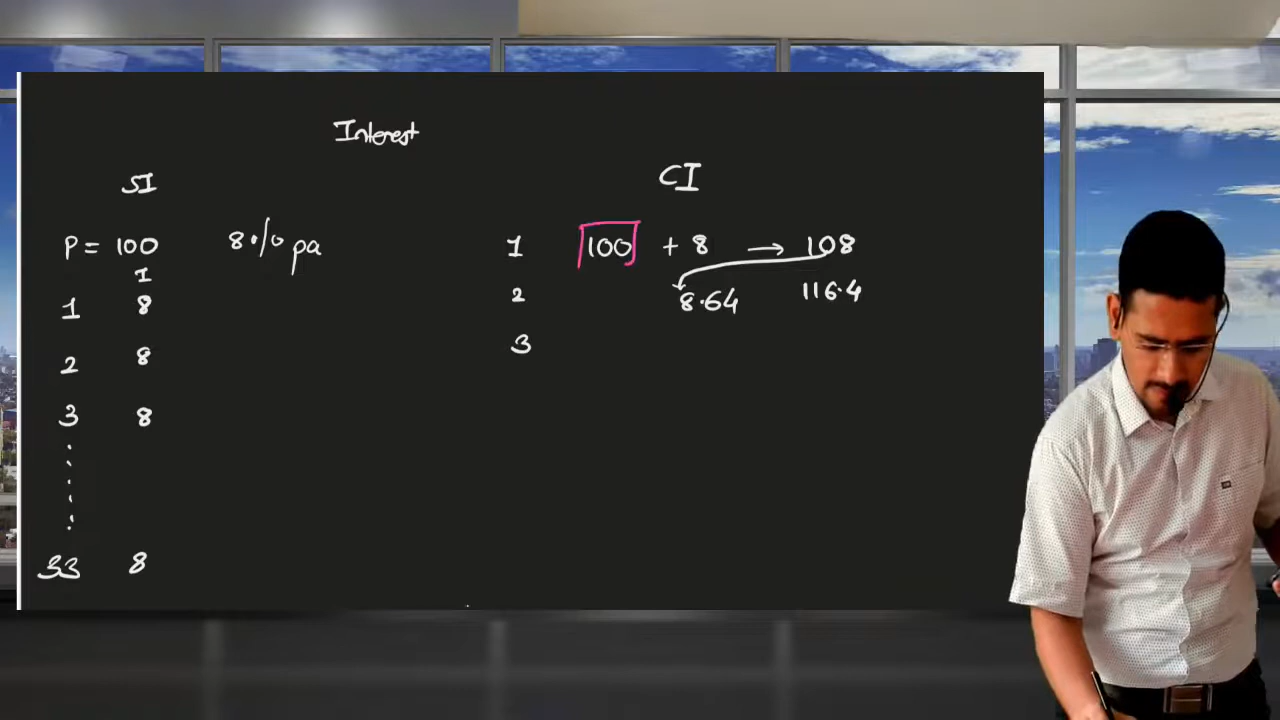 Interest
SI
CI
P = 100 8% pa
I
1 8
2 8
3 8
33 8
1 100 + 8 → 108
2 8.64 116.4
3